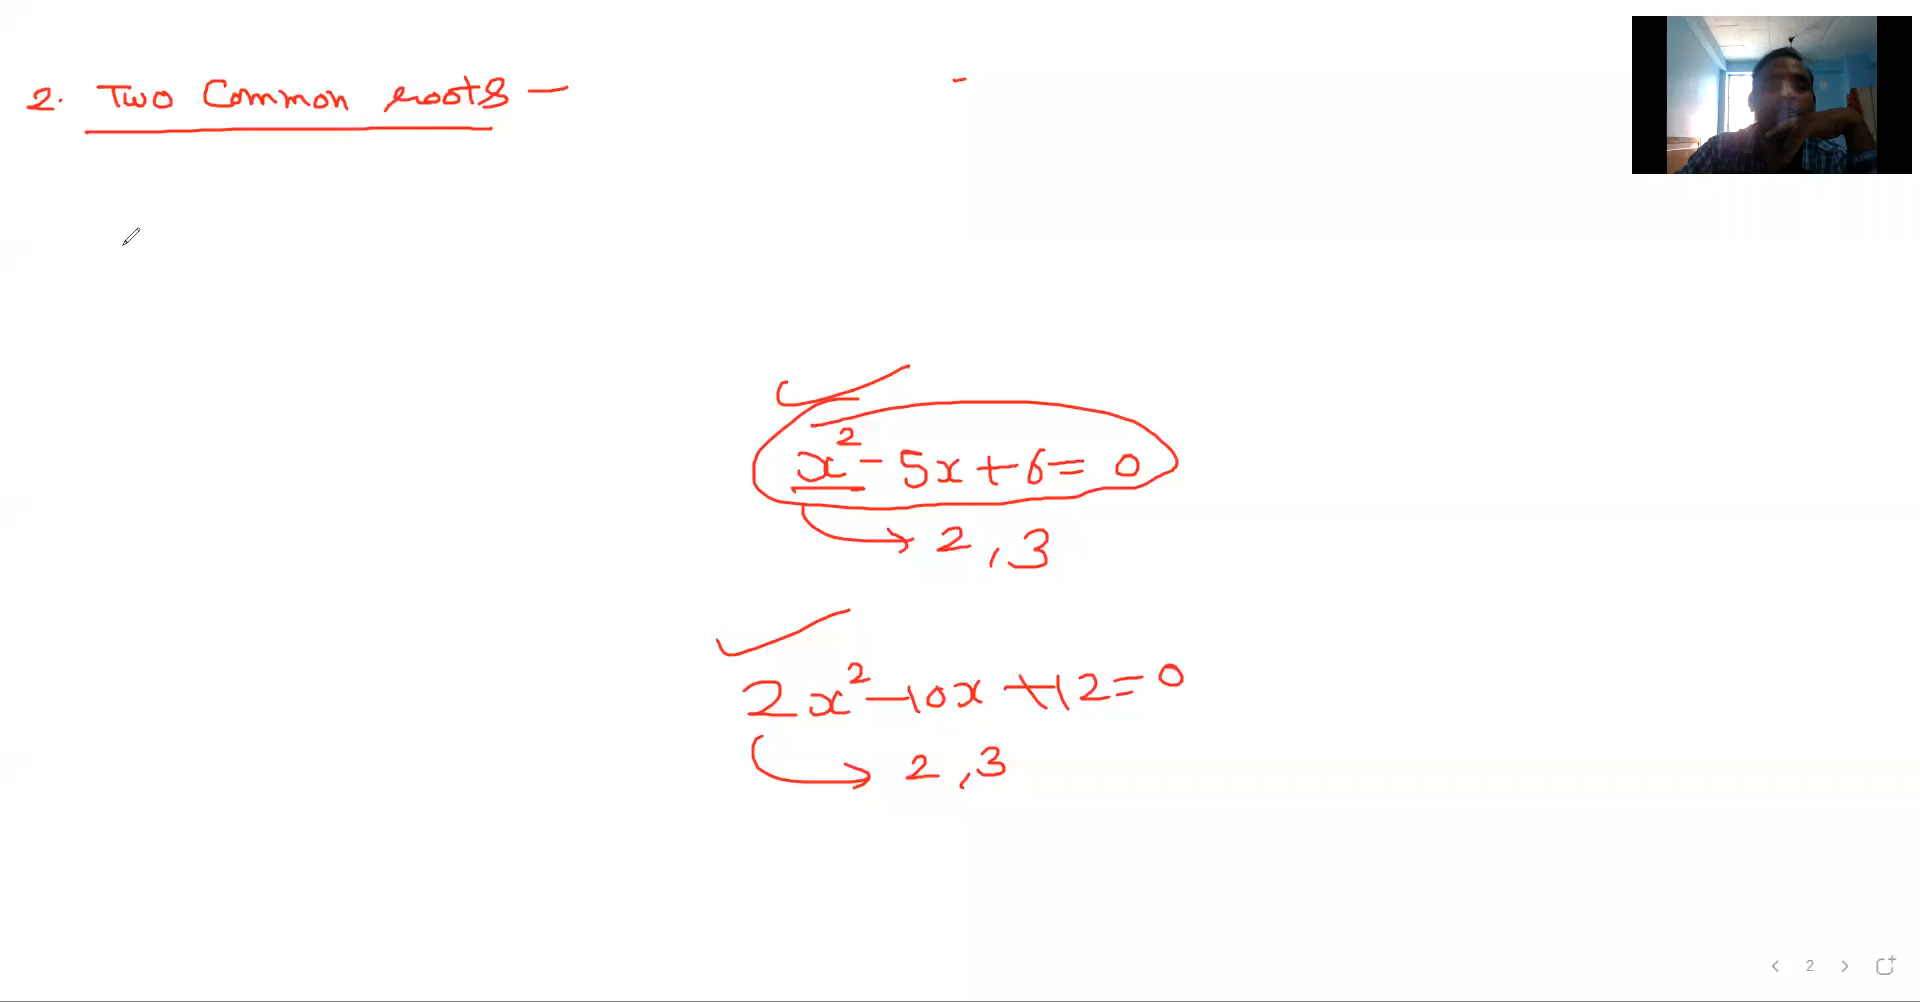 2. Two Common roots —
x² - 5x + 6 = 0
2, 3
2x² - 10x + 12 = 0
2, 3
< 2 >